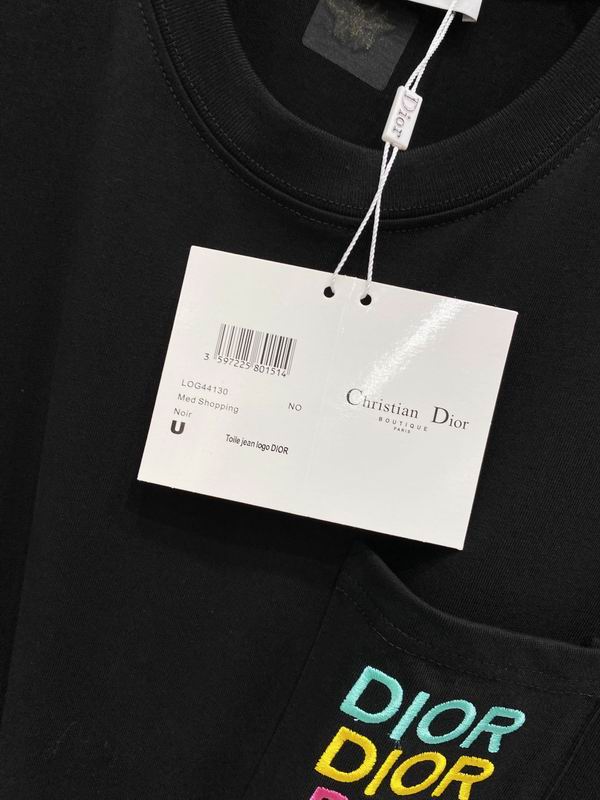 Dior
3 597225 801514
LOG44130
Med Shopping NO
Noir
U
Toile jean logo DIOR
Christian Dior
BOUTIQUE
PARIS
DIOR
DIOR